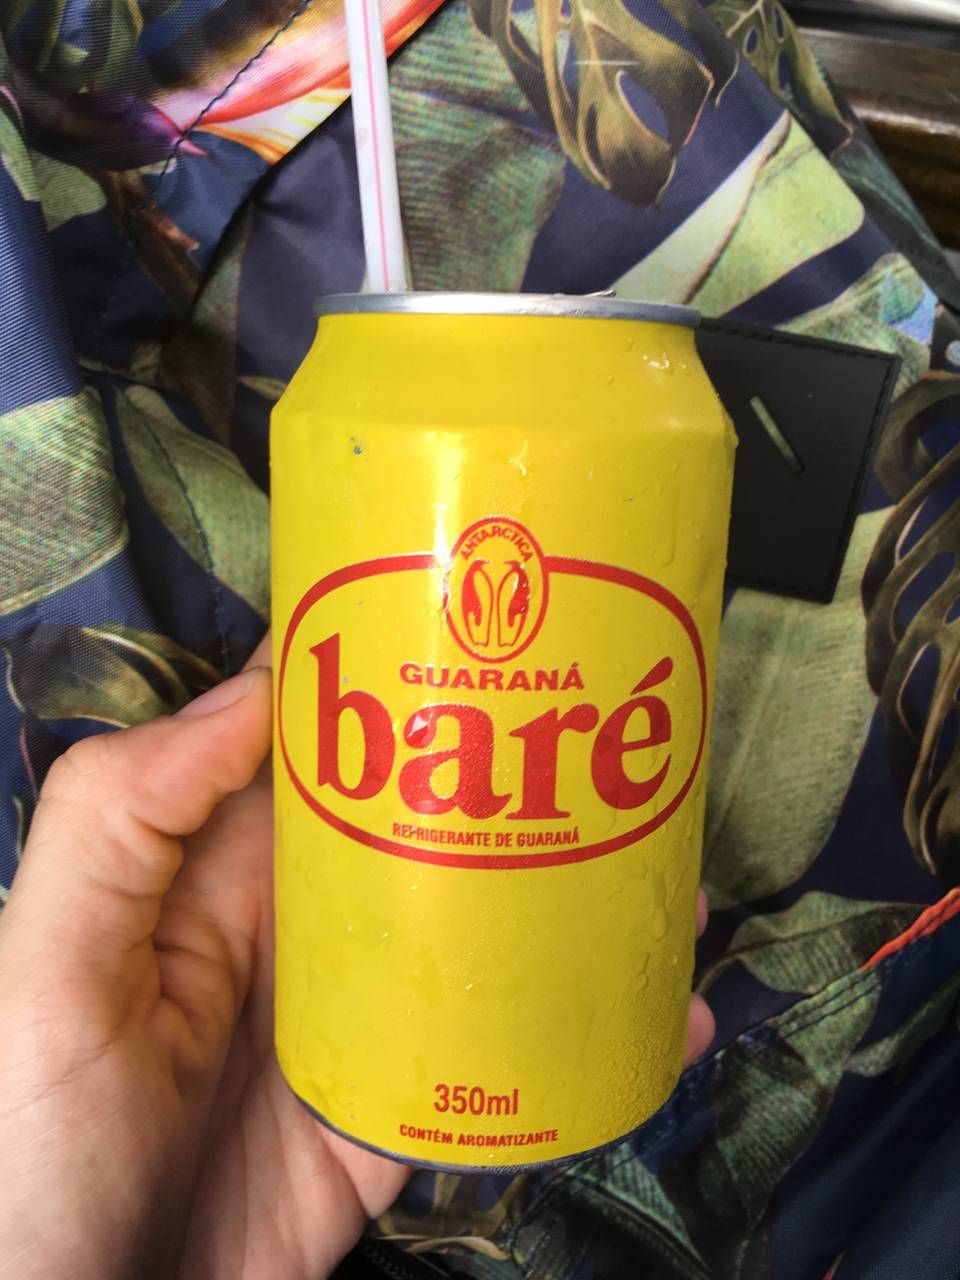 ANTARCTICA
GUARANÁ
baré
REFRIGERANTE DE GUARANÁ
350ml
CONTÉM AROMATIZANTE